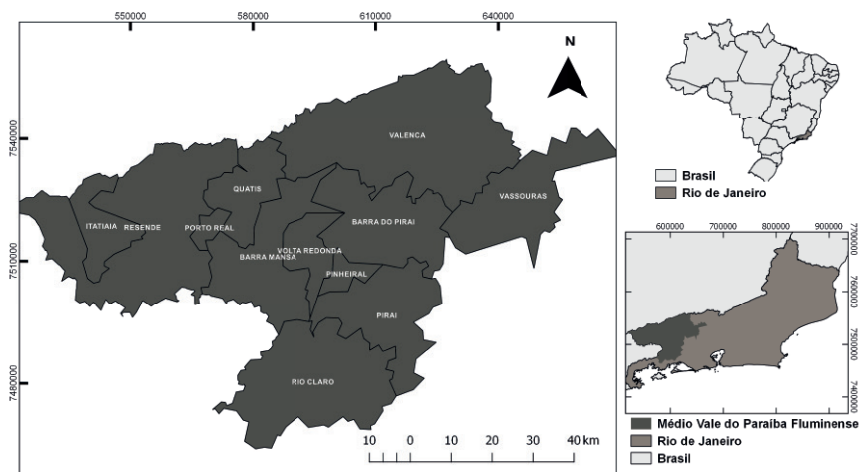 550000 580000 610000 640000
N
7540000
7510000
7480000
VALENCA
QUATIS
VASSOURAS
ITATIAIA
RESENDE
PORTO REAL
BARRA DO PIRAI
VOLTA REDONDA
BARRA MANSA
PINHEIRAL
PIRAI
RIO CLARO
10 0 10 20 30 40 km
Brasil
Rio de Janeiro
600000 700000 800000 900000
7700000
7600000
7500000
7400000
Médio Vale do Paraíba Fluminense
Rio de Janeiro
Brasil